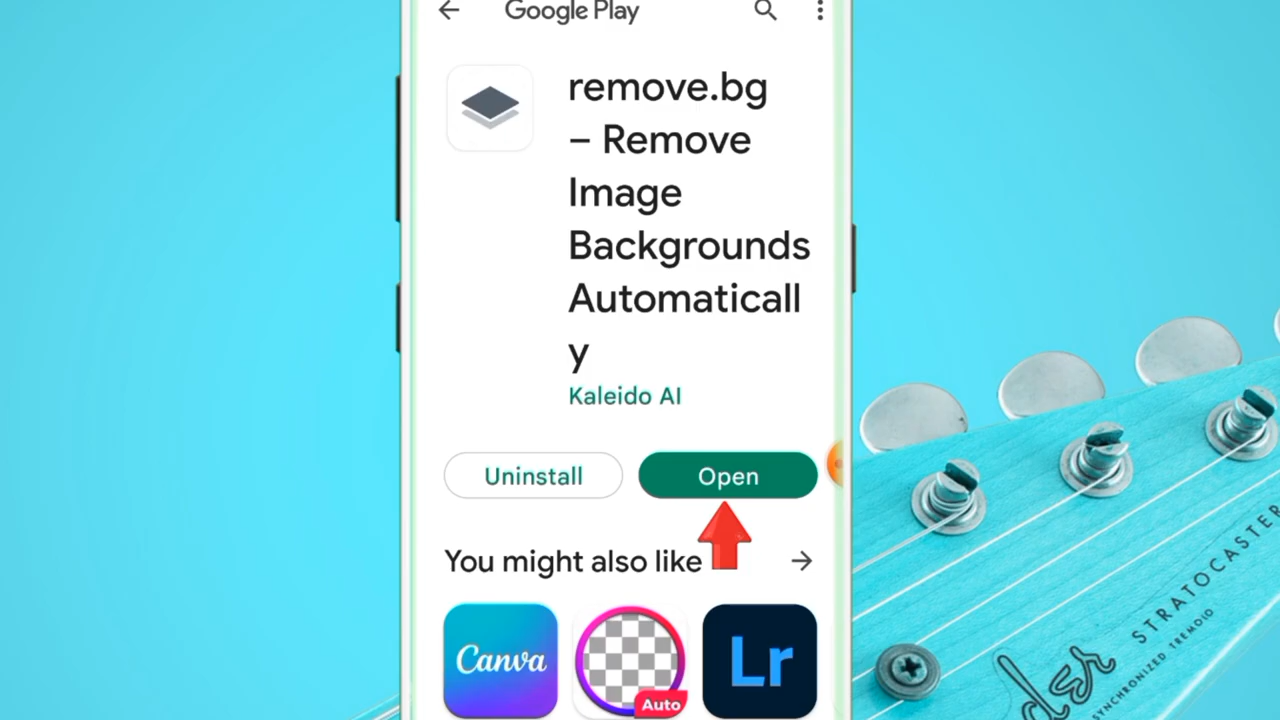 Google Play
remove.bg
– Remove
Image
Backgrounds
Automaticall
y
Kaleido AI
Uninstall
Open
You might also like
Canva
Auto
Lr
der
STRATOCASTER
SYNCHRONIZED TREMOLO